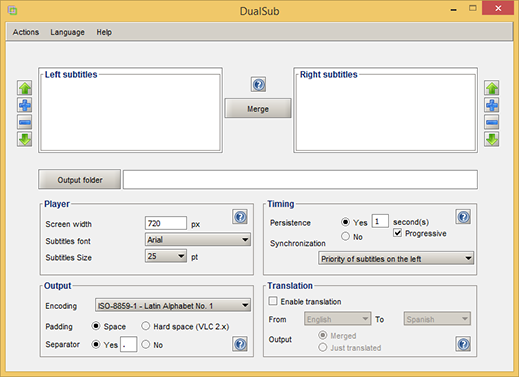 DualSub
Actions Language Help
Left subtitles
Right subtitles
Merge
Output folder
Player
Screen width 720 px
Subtitles font Arial
Subtitles Size 25 pt
Timing
Persistence Yes 1 second(s)
No Progressive
Synchronization
Priority of subtitles on the left
Output
Encoding ISO-8859-1 - Latin Alphabet No. 1
Padding Space Hard space (VLC 2.x)
Separator Yes - No
Translation
Enable translation
From English To Spanish
Output Merged
Just translated